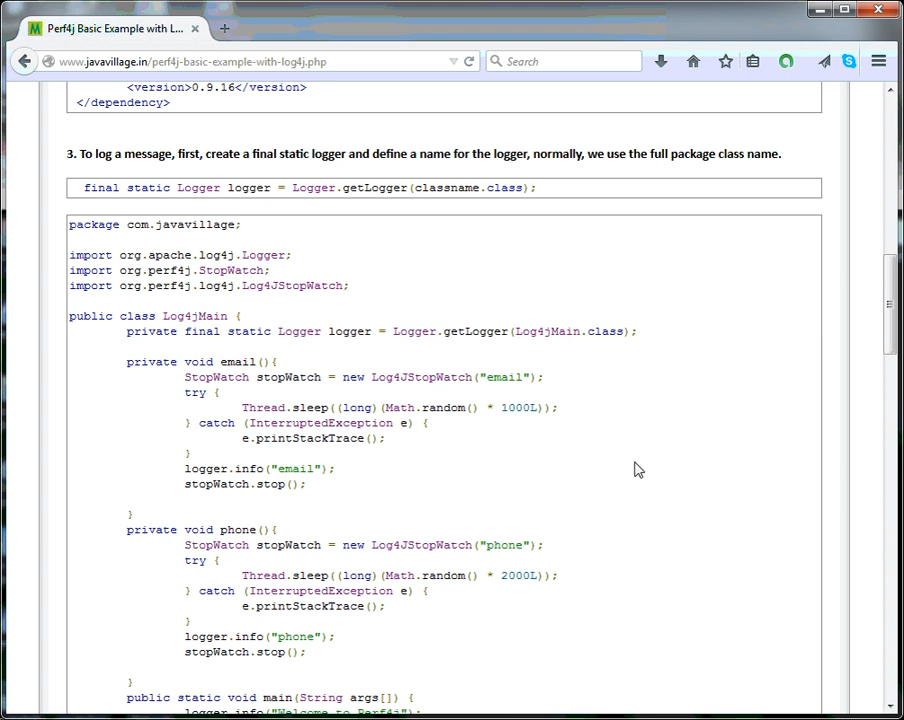 Perf4j Basic Example with L...
www.javavillage.in/perf4j-basic-example-with-log4j.php
Search
<version>0.9.16</version>
</dependency>
3. To log a message, first, create a final static logger and define a name for the logger, normally, we use the full package class name.
final static Logger logger = Logger.getLogger(classname.class);
package com.javavillage;
import org.apache.log4j.Logger;
import org.perf4j.StopWatch;
import org.perf4j.log4j.Log4JStopWatch;
public class Log4jMain {
private final static Logger logger = Logger.getLogger(Log4jMain.class);
private void email(){
StopWatch stopWatch = new Log4JStopWatch("email");
try {
Thread.sleep((long)(Math.random() * 1000L));
} catch (InterruptedException e) {
e.printStackTrace();
}
logger.info("email");
stopWatch.stop();
}
private void phone(){
StopWatch stopWatch = new Log4JStopWatch("phone");
try {
Thread.sleep((long)(Math.random() * 2000L));
} catch (InterruptedException e) {
e.printStackTrace();
}
logger.info("phone");
stopWatch.stop();
}
public static void main(String args[]) {
logger.info("Welcome to Perf4j");